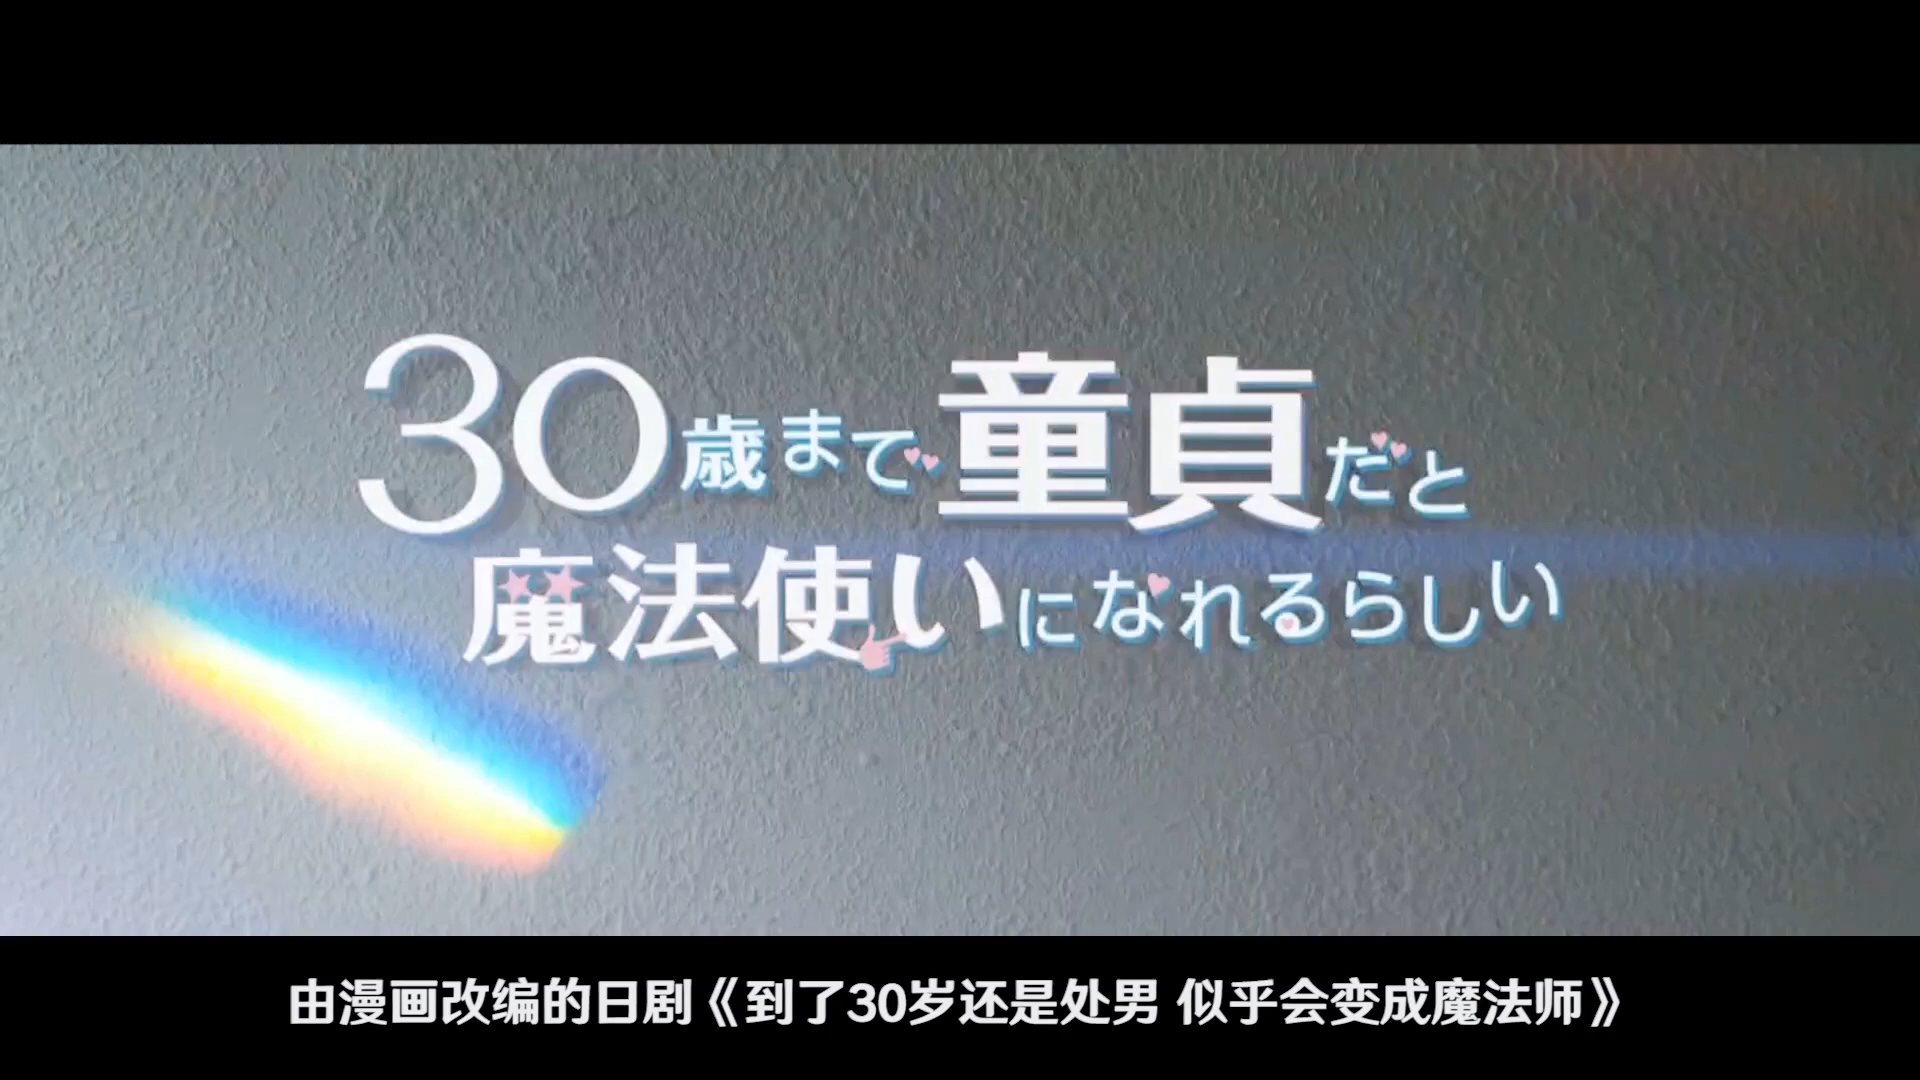 30歳まで童貞だと
魔法使いになれるらしい
由漫画改编的日剧《到了30岁还是处男 似乎会变成魔法师》